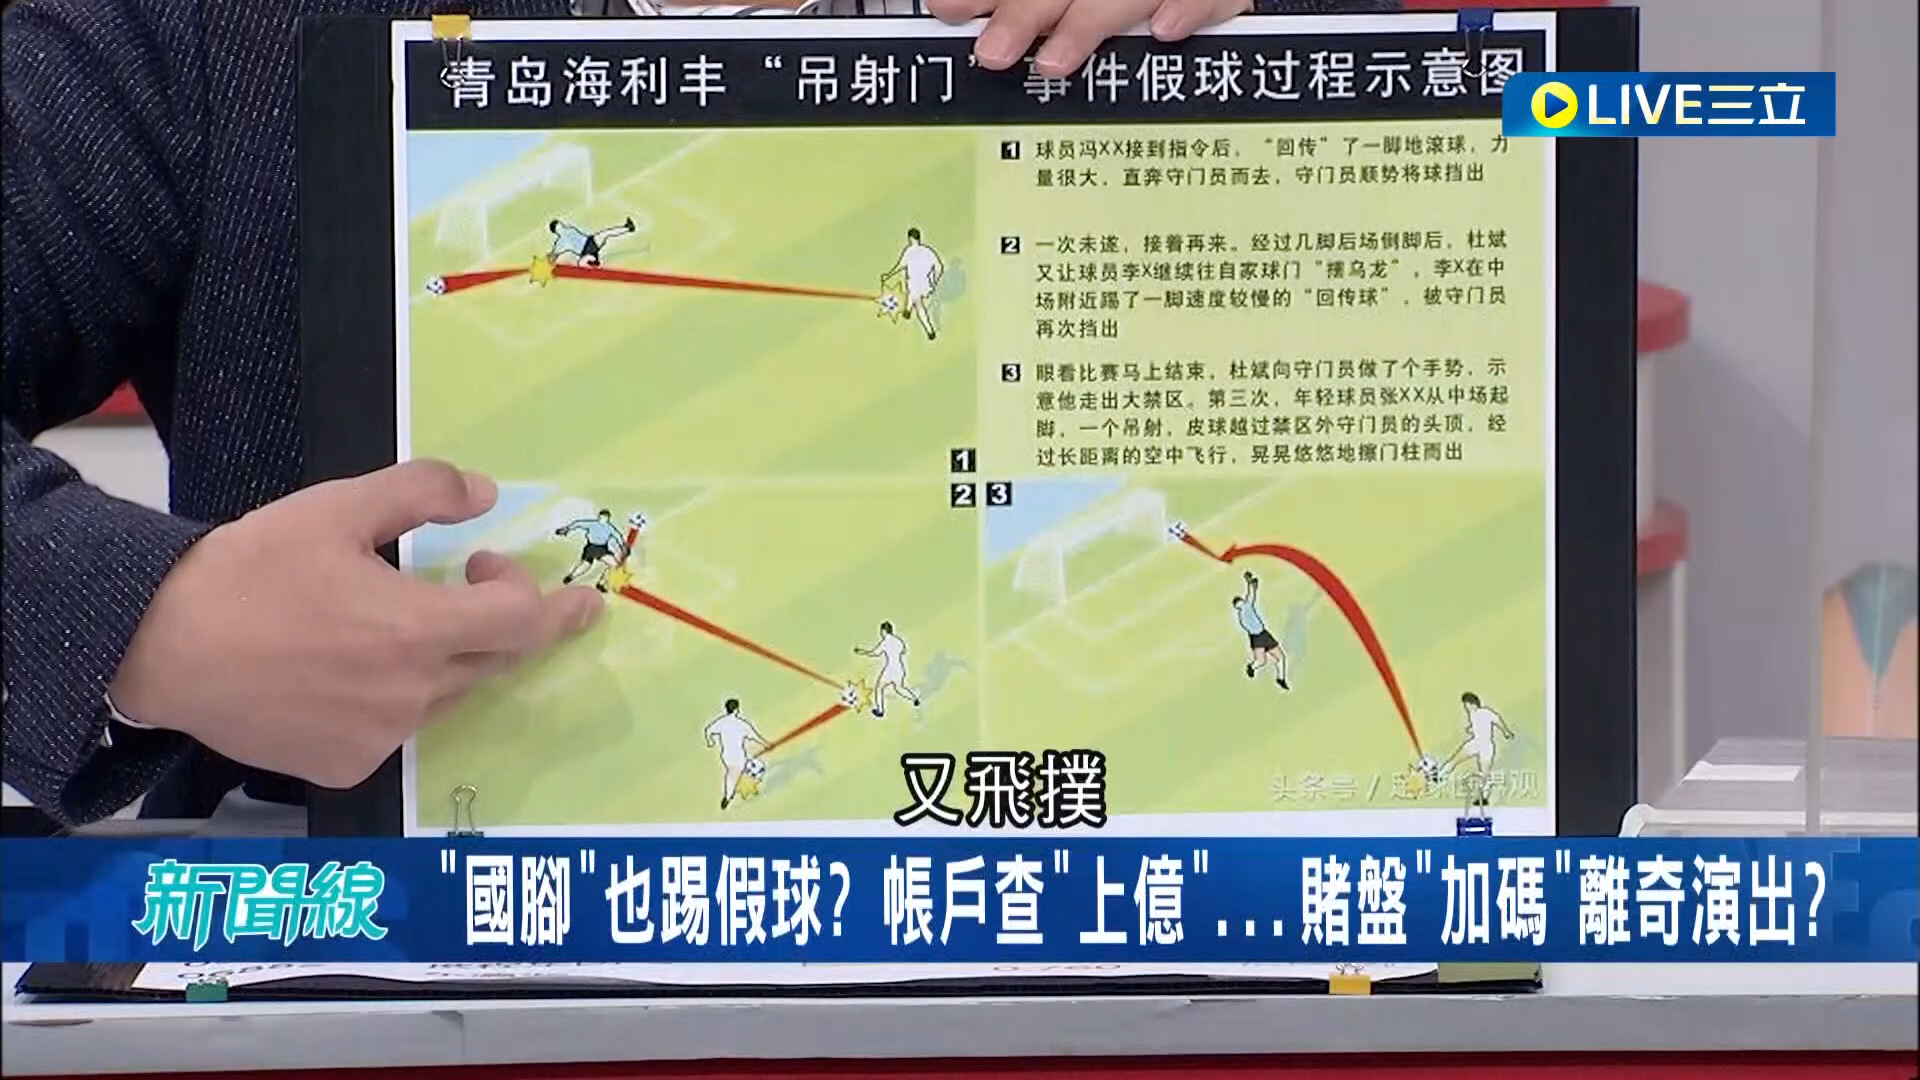 青岛海利丰“吊射门”事件假球过程示意图
LIVE三立
1 球员冯XX接到指令后，“回传”了一脚地滚球，力
量很大，直奔守门员而去，守门员顺势将球挡出
2 一次未遂，接着再来。经过几脚后场倒脚后，杜斌
又让球员李X继续往自家球门“摆乌龙”，李X在中
场附近踢了一脚速度较慢的“回传球”，被守门员
再次挡出
3 眼看比赛马上结束，杜斌向守门员做了个手势，示
意他走出大禁区。第三次，年轻球员张XX从中场起
脚，一个吊射，皮球越过禁区外守门员的头顶，经
过长距离的空中飞行，晃晃悠悠地擦门柱而出
1
2 3
头条号 /
又飛撲
新聞線
"國腳"也踢假球? 帳戶查"上億"...賭盤"加碼"離奇演出?